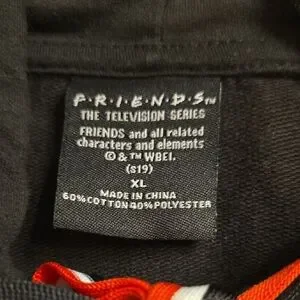 F·R·I·E·N·D·S™
THE TELEVISION SERIES
FRIENDS and all related
characters and elements
© & ™ WBEI.
(s19)
XL
MADE IN CHINA
60%COTTON40%POLYESTER